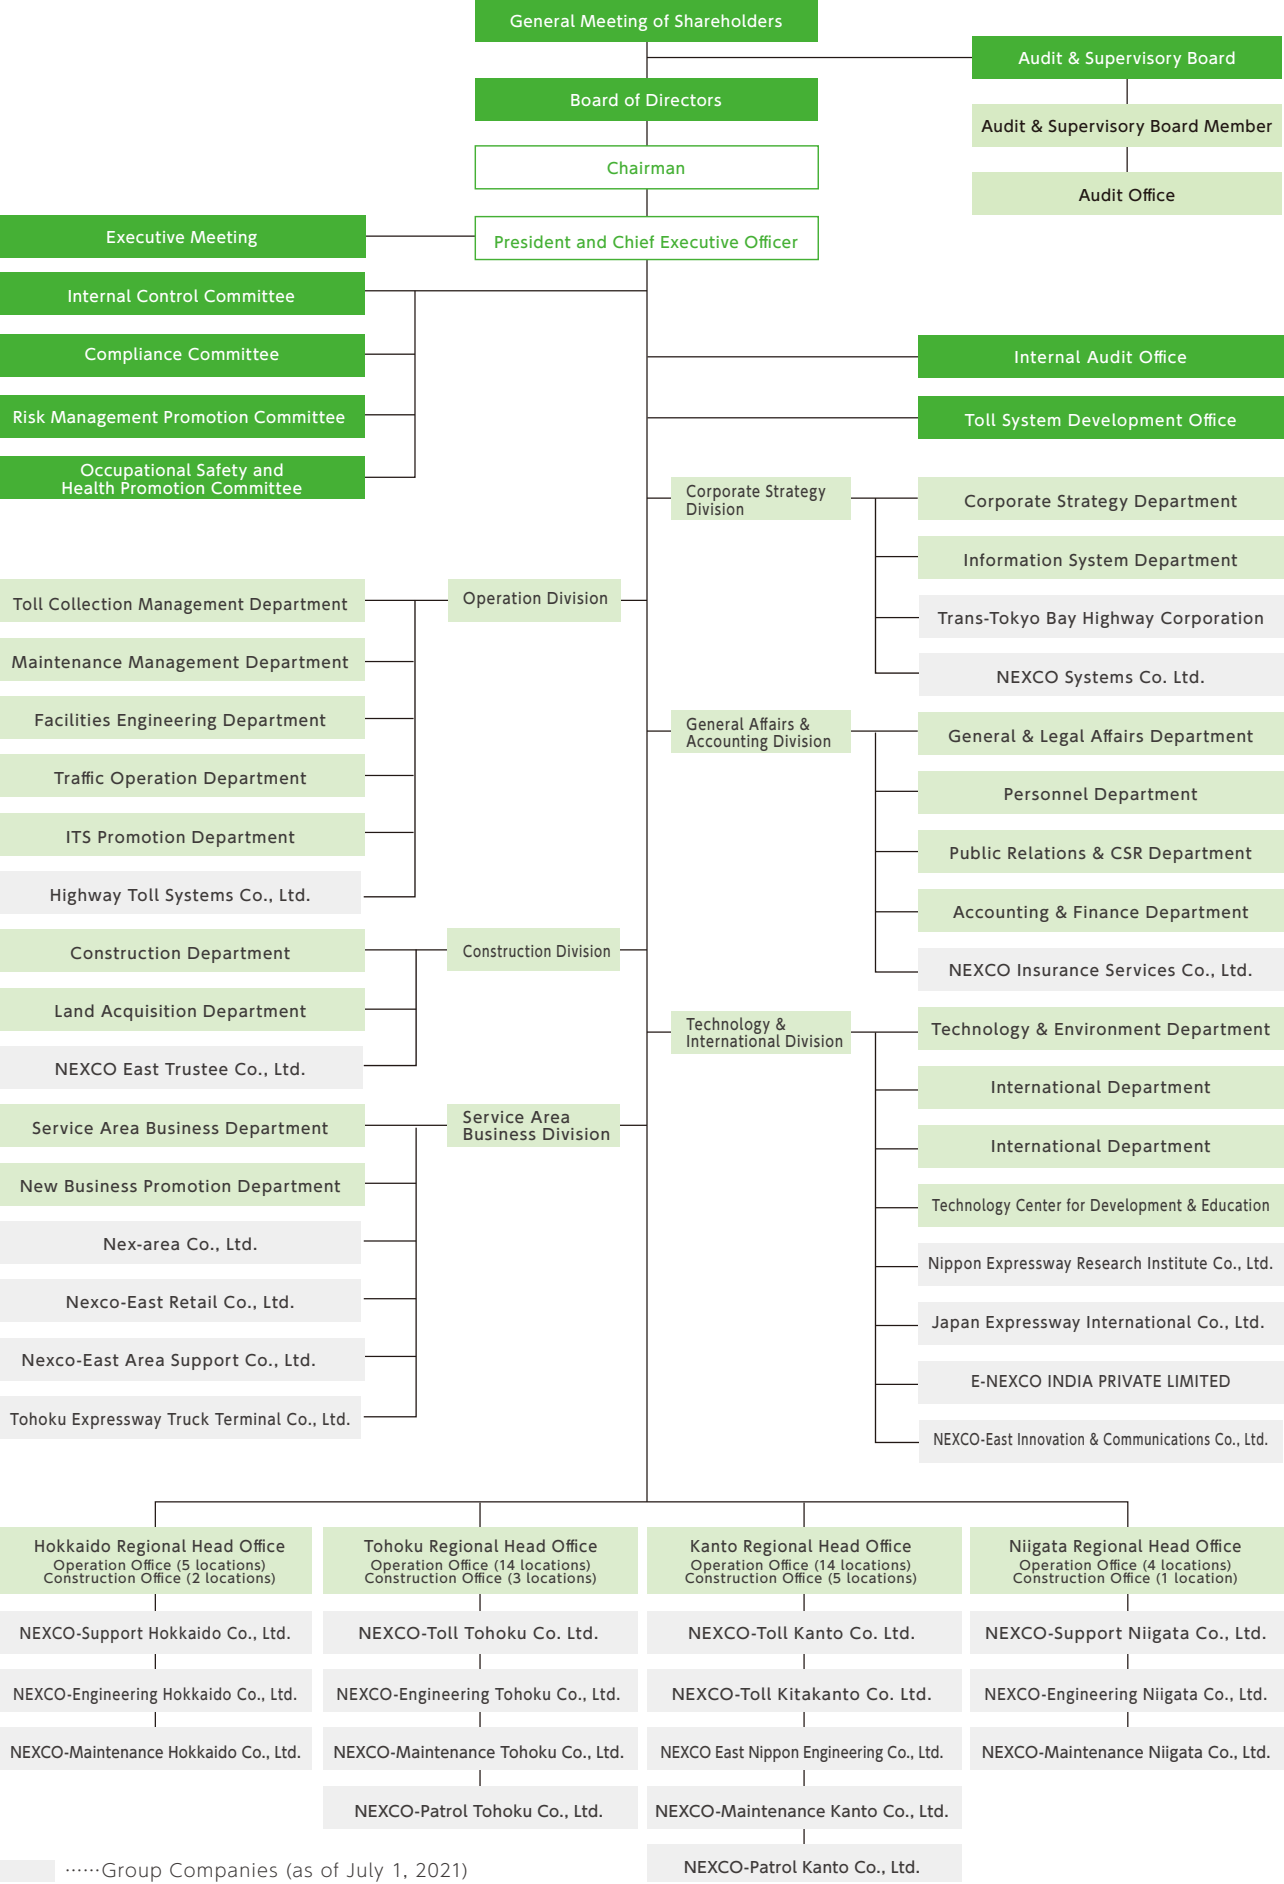 General Meeting of Shareholders
Audit & Supervisory Board
Board of Directors
Audit & Supervisory Board Member
Chairman
Audit Office
Executive Meeting
President and Chief Executive Officer
Internal Control Committee
Compliance Committee
Risk Management Promotion Committee
Occupational Safety and
Health Promotion Committee
Internal Audit Office
Toll System Development Office
Corporate Strategy
Division
Corporate Strategy Department
Information System Department
Trans-Tokyo Bay Highway Corporation
NEXCO Systems Co. Ltd.
Operation Division
Toll Collection Management Department
Maintenance Management Department
Facilities Engineering Department
Traffic Operation Department
ITS Promotion Department
Highway Toll Systems Co., Ltd.
General Affairs &
Accounting Division
General & Legal Affairs Department
Personnel Department
Public Relations & CSR Department
Accounting & Finance Department
NEXCO Insurance Services Co., Ltd.
Construction Division
Construction Department
Land Acquisition Department
NEXCO East Trustee Co., Ltd.
Technology &
International Division
Technology & Environment Department
International Department
International Department
Technology Center for Development & Education
Nippon Expressway Research Institute Co., Ltd.
Japan Expressway International Co., Ltd.
E-NEXCO INDIA PRIVATE LIMITED
NEXCO-East Innovation & Communications Co., Ltd.
Service Area
Business Division
Service Area Business Department
New Business Promotion Department
Nex-area Co., Ltd.
Nexco-East Retail Co., Ltd.
Nexco-East Area Support Co., Ltd.
Tohoku Expressway Truck Terminal Co., Ltd.
Hokkaido Regional Head Office
Operation Office (5 locations)
Construction Office (2 locations)
NEXCO-Support Hokkaido Co., Ltd.
NEXCO-Engineering Hokkaido Co., Ltd.
NEXCO-Maintenance Hokkaido Co., Ltd.
Tohoku Regional Head Office
Operation Office (14 locations)
Construction Office (3 locations)
NEXCO-Toll Tohoku Co. Ltd.
NEXCO-Engineering Tohoku Co., Ltd.
NEXCO-Maintenance Tohoku Co., Ltd.
NEXCO-Patrol Tohoku Co., Ltd.
Kanto Regional Head Office
Operation Office (14 locations)
Construction Office (5 locations)
NEXCO-Toll Kanto Co. Ltd.
NEXCO-Toll Kitakanto Co. Ltd.
NEXCO East Nippon Engineering Co., Ltd.
NEXCO-Maintenance Kanto Co., Ltd.
NEXCO-Patrol Kanto Co., Ltd.
Niigata Regional Head Office
Operation Office (4 locations)
Construction Office (1 location)
NEXCO-Support Niigata Co., Ltd.
NEXCO-Engineering Niigata Co., Ltd.
NEXCO-Maintenance Niigata Co., Ltd.
······Group Companies (as of July 1, 2021)